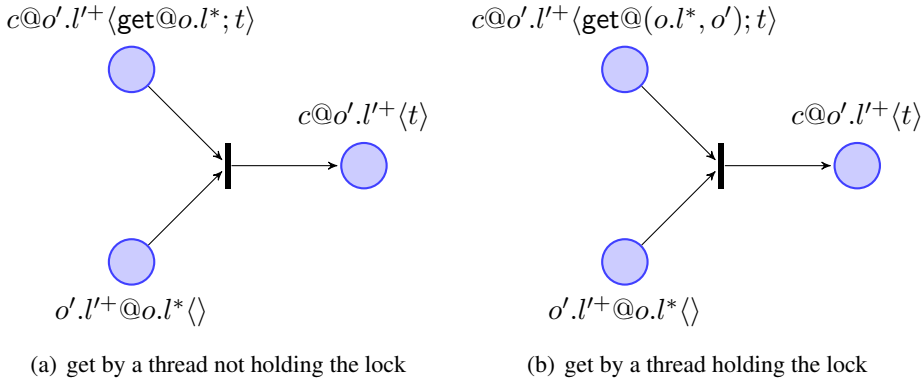 c@o′.l′⁺⟨get@o.l*; t⟩
c@o′.l′⁺⟨t⟩
o′.l′⁺@o.l*⟨⟩
(a) get by a thread not holding the lock
c@o′.l′⁺⟨get@(o.l*, o′); t⟩
c@o′.l′⁺⟨t⟩
o′.l′⁺@o.l*⟨⟩
(b) get by a thread holding the lock